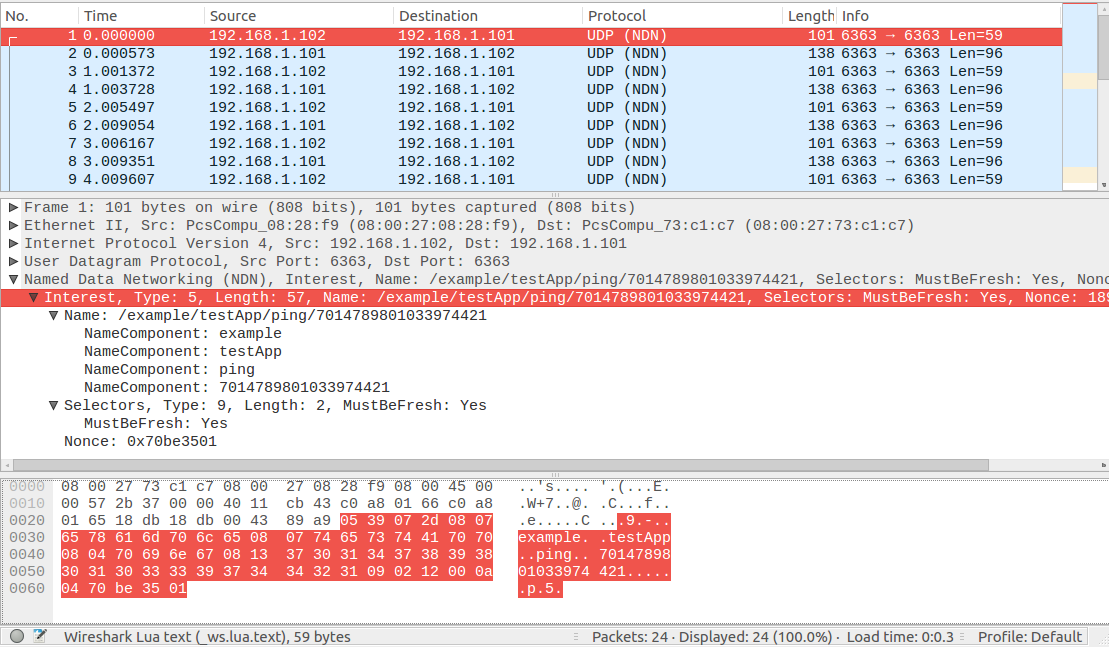 No. Time Source Destination Protocol Length Info
1 0.000000 192.168.1.102 192.168.1.101 UDP (NDN) 101 6363 → 6363 Len=59
2 0.000573 192.168.1.101 192.168.1.102 UDP (NDN) 138 6363 → 6363 Len=96
3 1.001372 192.168.1.102 192.168.1.101 UDP (NDN) 101 6363 → 6363 Len=59
4 1.003728 192.168.1.101 192.168.1.102 UDP (NDN) 138 6363 → 6363 Len=96
5 2.005497 192.168.1.102 192.168.1.101 UDP (NDN) 101 6363 → 6363 Len=59
6 2.009054 192.168.1.101 192.168.1.102 UDP (NDN) 138 6363 → 6363 Len=96
7 3.006167 192.168.1.102 192.168.1.101 UDP (NDN) 101 6363 → 6363 Len=59
8 3.009351 192.168.1.101 192.168.1.102 UDP (NDN) 138 6363 → 6363 Len=96
9 4.009607 192.168.1.102 192.168.1.101 UDP (NDN) 101 6363 → 6363 Len=59
Frame 1: 101 bytes on wire (808 bits), 101 bytes captured (808 bits)
Ethernet II, Src: PcsCompu_08:28:f9 (08:00:27:08:28:f9), Dst: PcsCompu_73:c1:c7 (08:00:27:73:c1:c7)
Internet Protocol Version 4, Src: 192.168.1.102, Dst: 192.168.1.101
User Datagram Protocol, Src Port: 6363, Dst Port: 6363
Named Data Networking (NDN), Interest, Name: /example/testApp/ping/7014789801033974421, Selectors: MustBeFresh: Yes, Nonc
Interest, Type: 5, Length: 57, Name: /example/testApp/ping/7014789801033974421, Selectors: MustBeFresh: Yes, Nonce: 189
Name: /example/testApp/ping/7014789801033974421
NameComponent: example
NameComponent: testApp
NameComponent: ping
NameComponent: 7014789801033974421
Selectors, Type: 9, Length: 2, MustBeFresh: Yes
MustBeFresh: Yes
Nonce: 0x70be3501
0000 08 00 27 73 c1 c7 08 00 27 08 28 f9 08 00 45 00 ..'s.... '.(...E.
0010 00 57 2b 37 00 00 40 11 cb 43 c0 a8 01 66 c0 a8 .W+7..@. .C...f..
0020 01 65 18 db 18 db 00 43 89 a9 05 39 07 2d 08 07 .e.....C ...9.-..
0030 65 78 61 6d 70 6c 65 08 07 74 65 73 74 41 70 70 example. .testApp
0040 08 04 70 69 6e 67 08 13 37 30 31 34 37 38 39 38 ..ping.. 70147898
0050 30 31 30 33 33 39 37 34 34 32 31 09 02 12 00 0a 01033974 421.....
0060 04 70 be 35 01 .p.5.
Wireshark Lua text (_ws.lua.text), 59 bytes Packets: 24 · Displayed: 24 (100.0%) · Load time: 0:0.3 Profile: Default